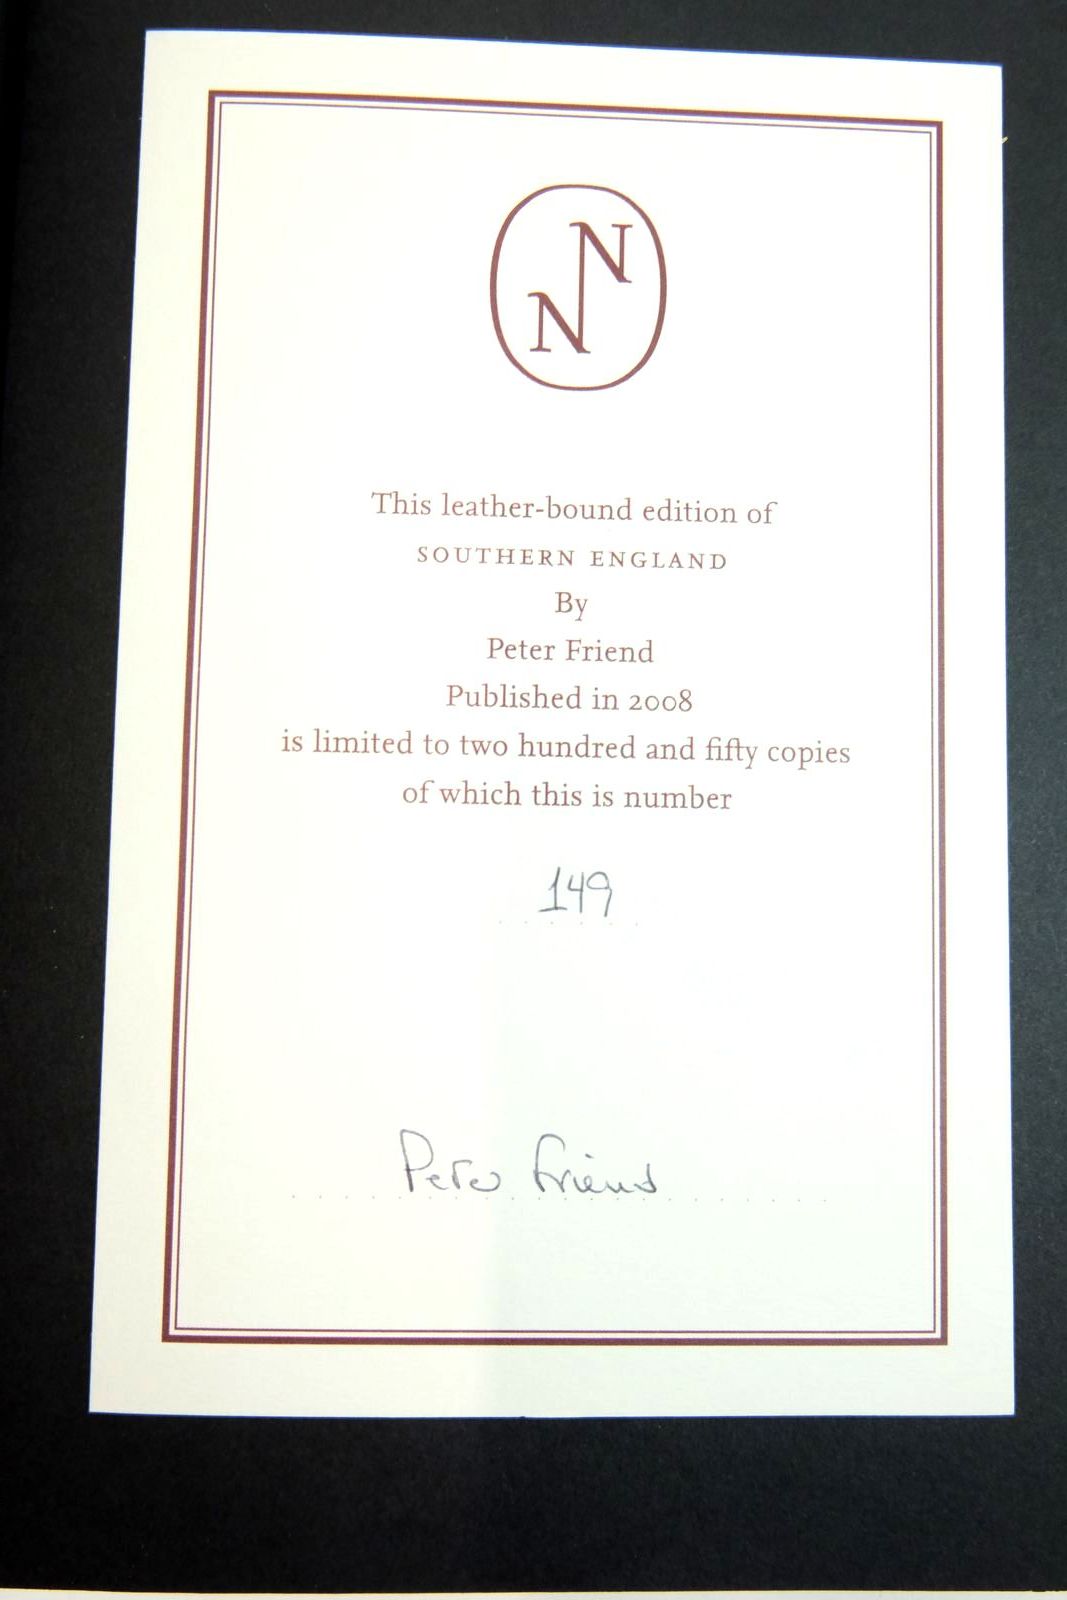 NN
This leather-bound edition of
SOUTHERN ENGLAND
By
Peter Friend
Published in 2008
is limited to two hundred and fifty copies
of which this is number
149
Peter Friend